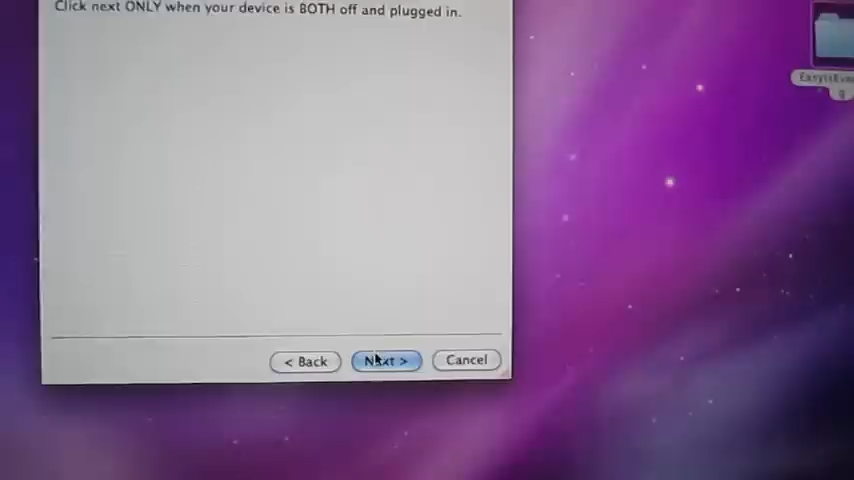 Click next ONLY when your device is BOTH off and plugged in.
< Back
Next >
Cancel